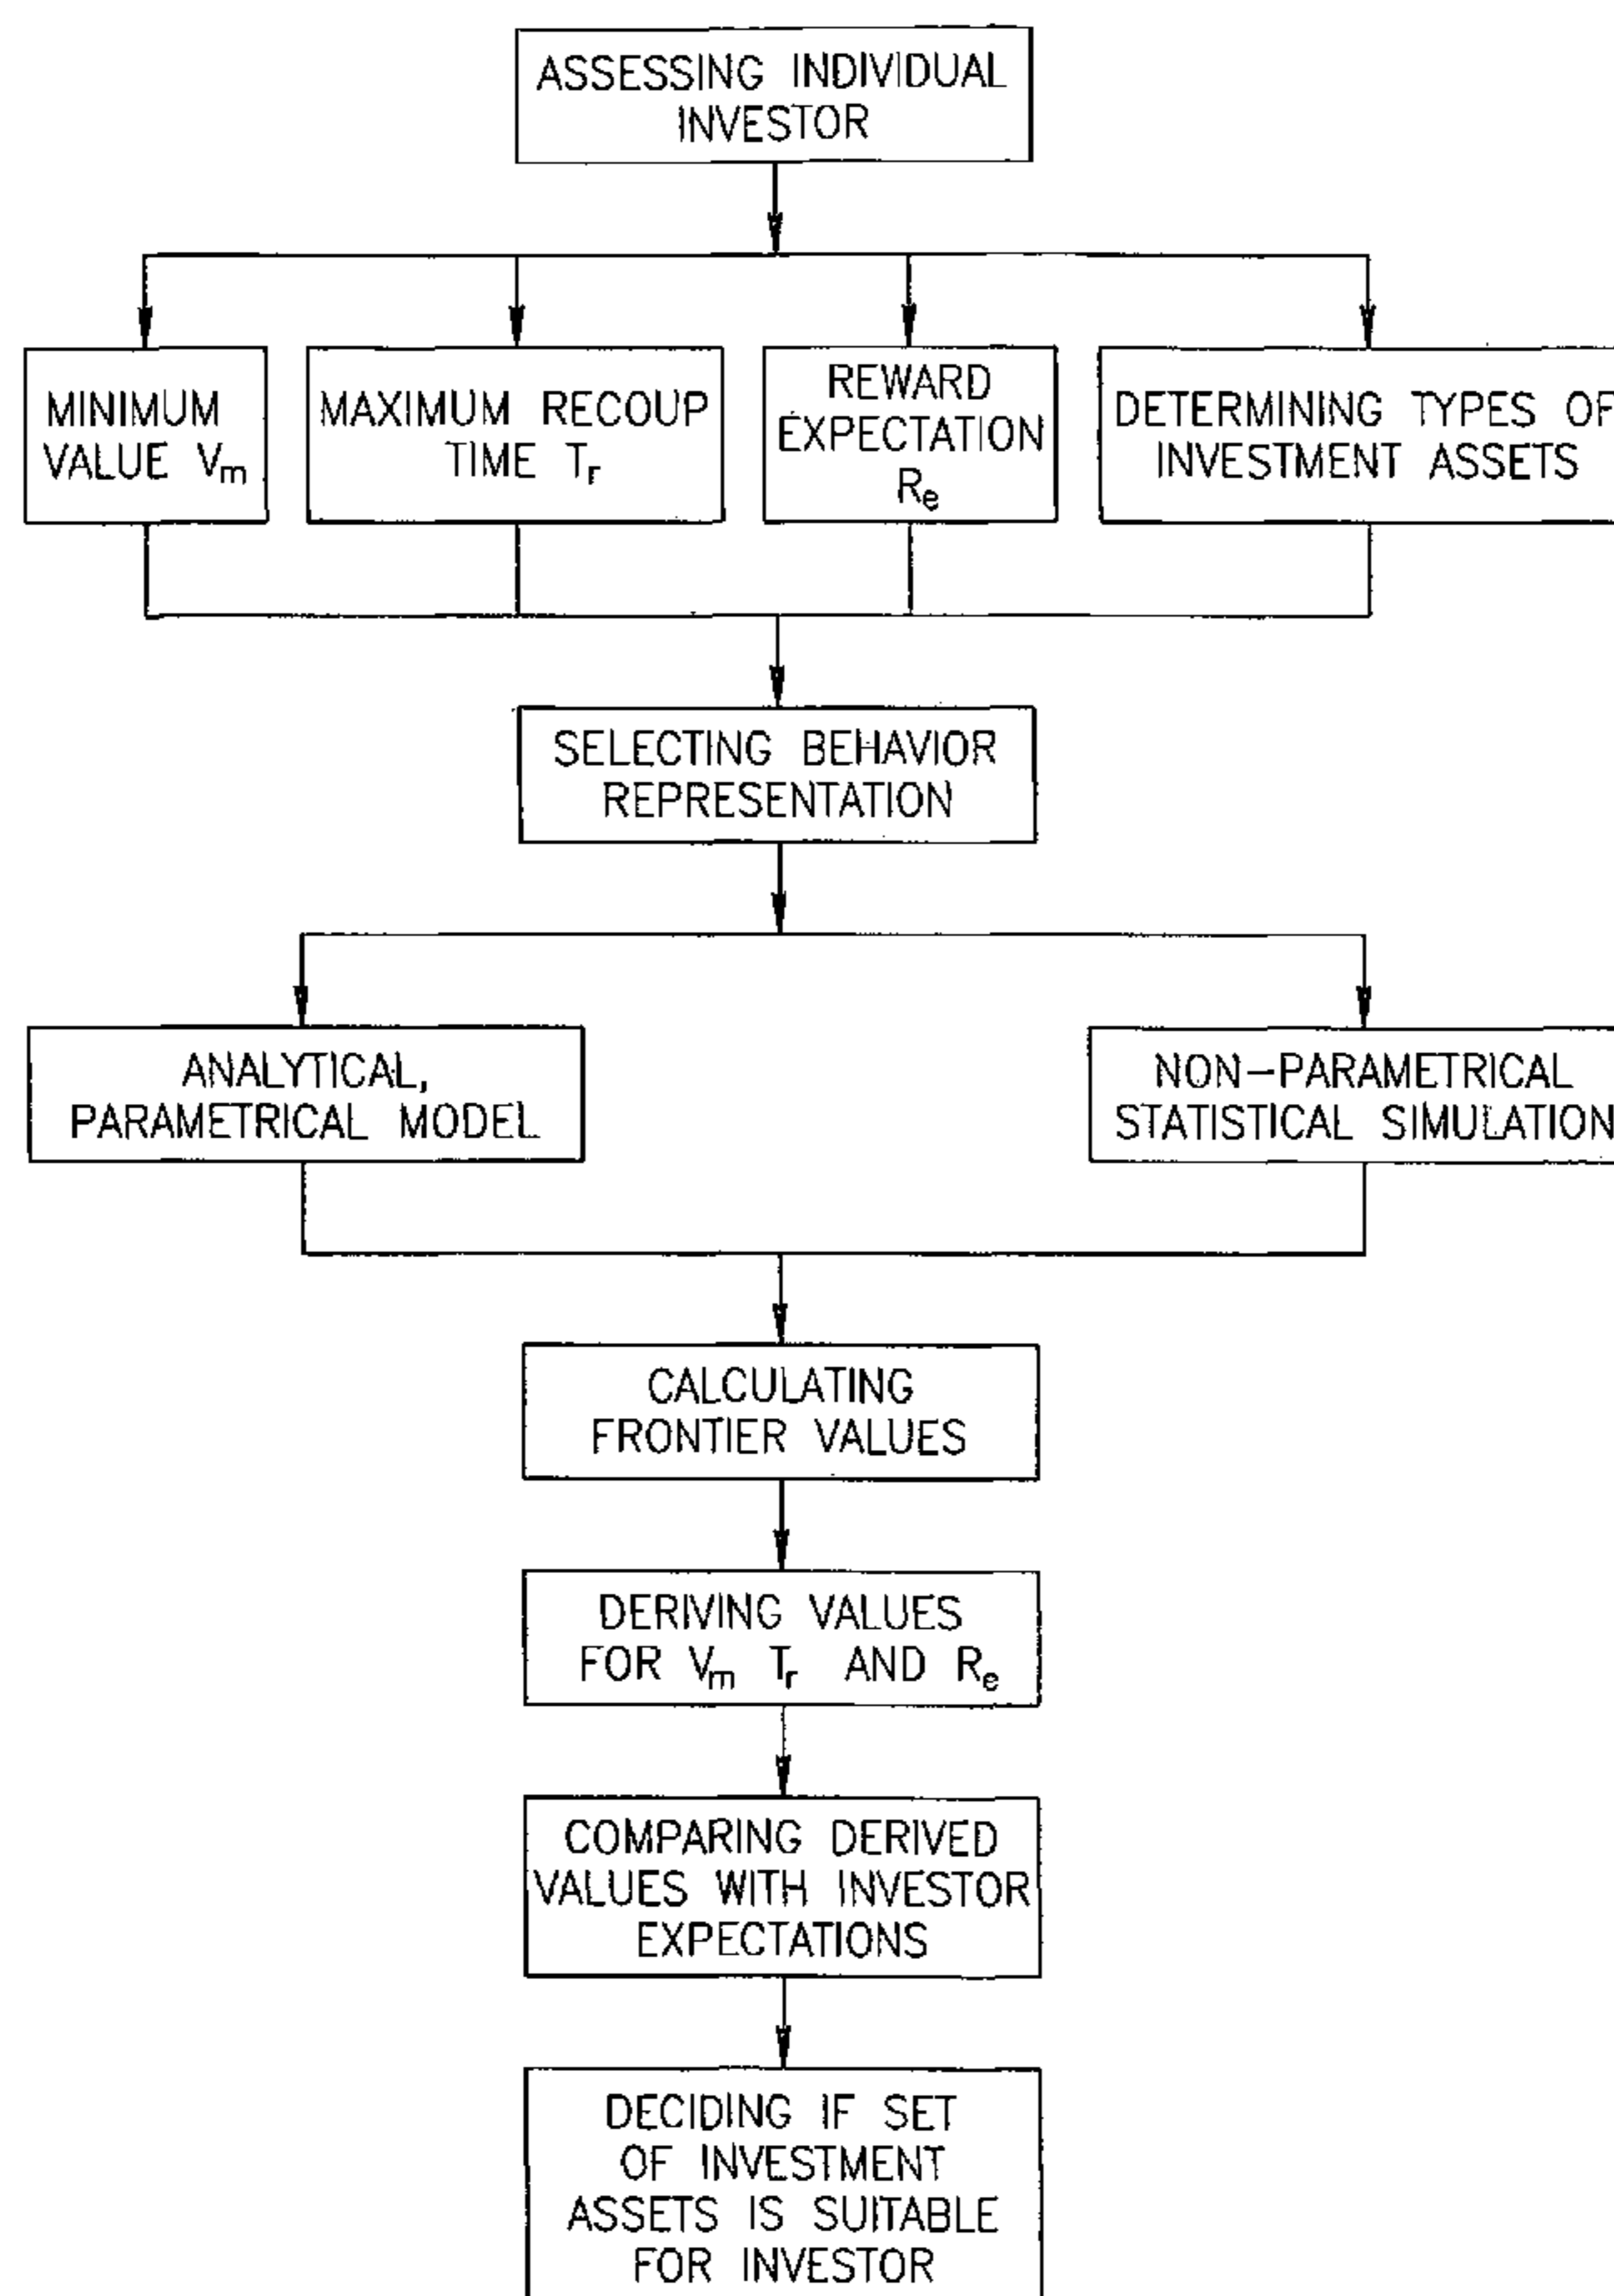 ASSESSING INDIVIDUAL
INVESTOR
MINIMUM
VALUE Vm
MAXIMUM RECOUP
TIME Tr
REWARD
EXPECTATION
Re
DETERMINING TYPES OF
INVESTMENT ASSETS
SELECTING BEHAVIOR
REPRESENTATION
ANALYTICAL,
PARAMETRICAL MODEL
NON-PARAMETRICAL
STATISTICAL SIMULATION
CALCULATING
FRONTIER VALUES
DERIVING VALUES
FOR Vm Tr AND Re
COMPARING DERIVED
VALUES WITH INVESTOR
EXPECTATIONS
DECIDING IF SET
OF INVESTMENT
ASSETS IS SUITABLE
FOR INVESTOR